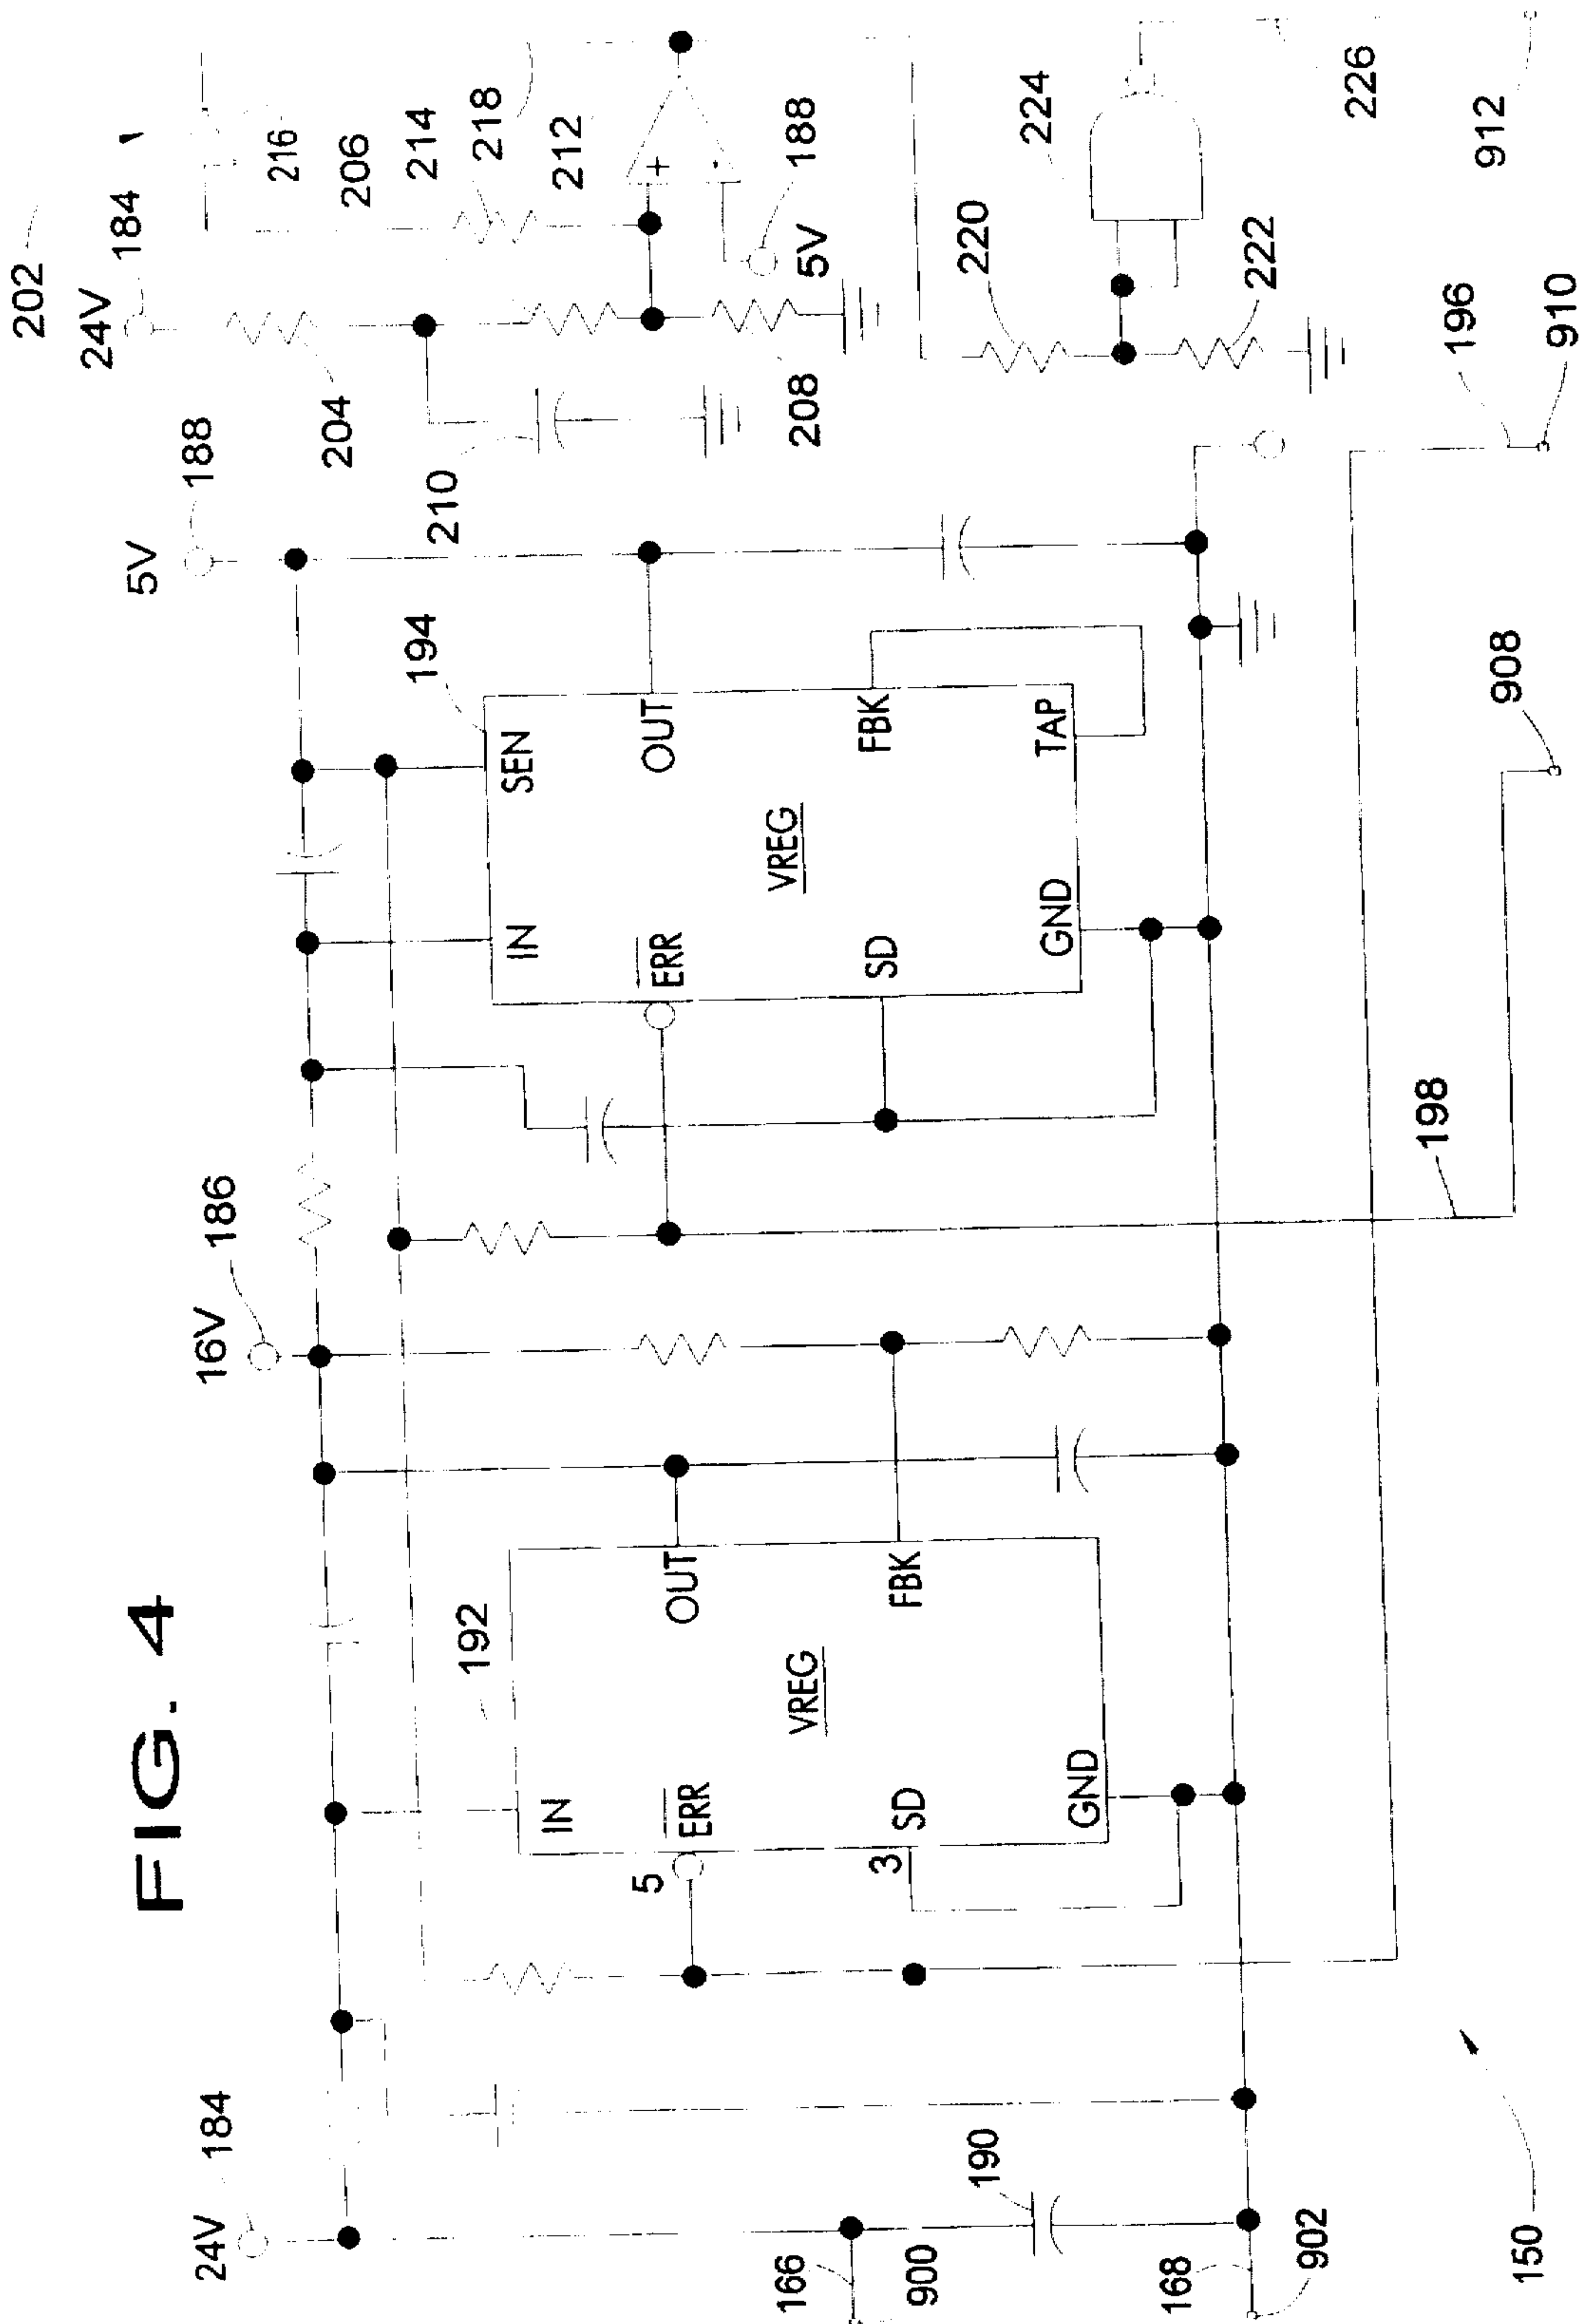 FIG. 4
202
24V
184
216
206
214
218
212
188
5V
224
226
912
204
210
208
220
222
196
910
5V
188
194
SEN
OUT
FBK
TAP
IN
ERR
SD
GND
VREG
908
198
16V
186
192
OUT
FBK
VREG
IN
ERR
5
SD
3
GND
24V
184
190
166
900
168
902
150
+